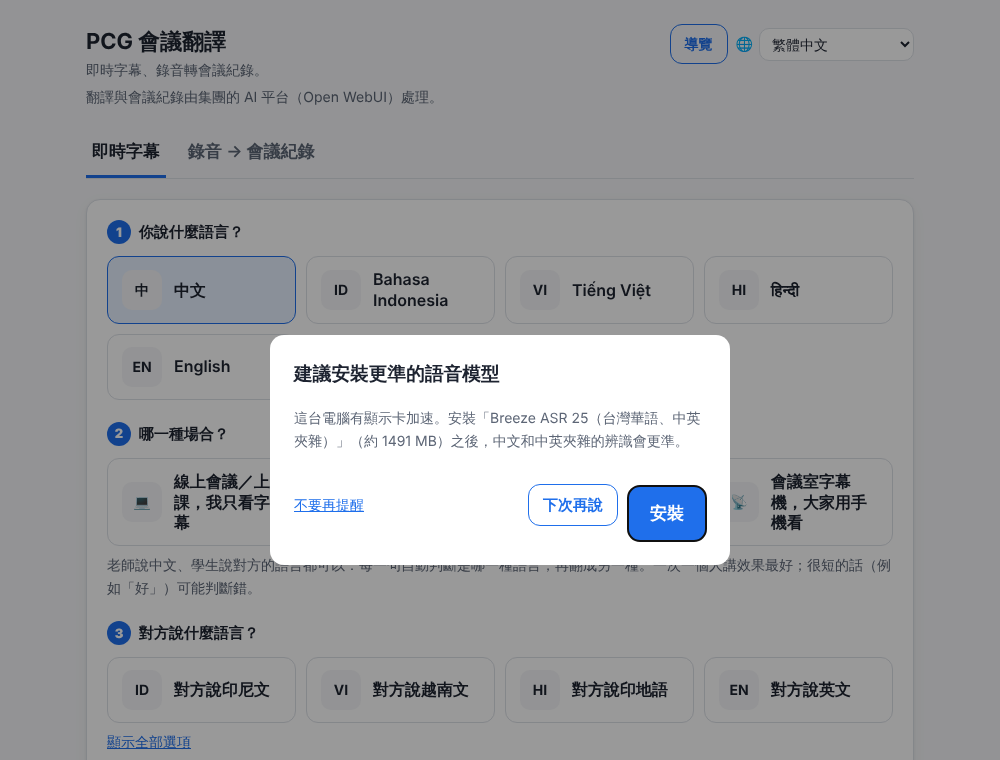 PCG 會議翻譯
導覽
🌐
繁體中文
即時字幕、錄音轉會議紀錄。
翻譯與會議紀錄由集團的 AI 平台（Open WebUI）處理。
即時字幕
錄音 → 會議紀錄
1 你說什麼語言？
中 中文
ID Bahasa
Indonesia
VI Tiếng Việt
HI हिन्दी
EN English
建議安裝更準的語音模型
這台電腦有顯示卡加速。安裝「Breeze ASR 25（台灣華語、中英
夾雜）」（約 1491 MB）之後，中文和中英夾雜的辨識會更準。
不要再提醒
下次再說
安裝
2 哪一種場合？
線上會議／上
課，我只看字
幕
會議室字幕
機，大家用手
機看
老師說中文、學生說對方的語言都可以
次
個人講效果最好；很短的話（例
如「好」）可能判斷錯。
3 對方說什麼語言？
ID 對方說印尼文
VI 對方說越南文
HI 對方說印地語
EN 對方說英文
顯示全部選項